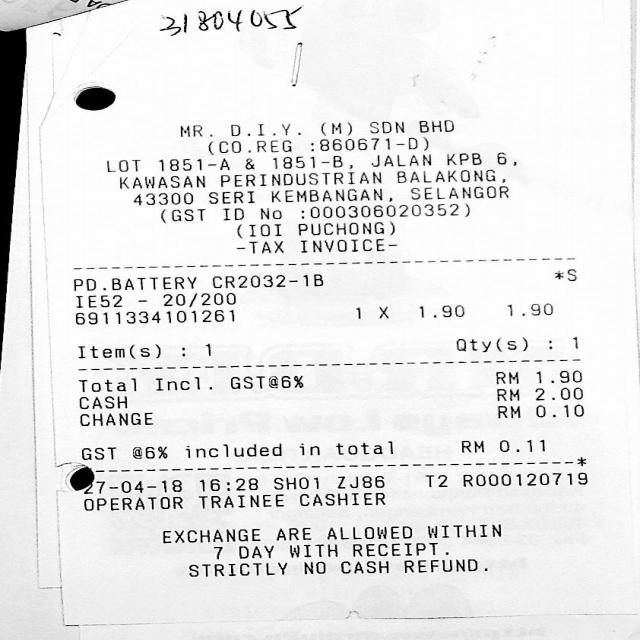 31804055
MR. D.I.Y. (M) SDN BHD
(CO.REG :860671-D)
LOT 1851-A & 1851-B, JALAN KPB 6,
KAWASAN PERINDUSTRIAN BALAKONG,
43300 SERI KEMBANGAN, SELANGOR
(GST ID No :000306020352)
(IOI PUCHONG)
-TAX INVOICE-
PD.BATTERY CR2032-1B *S
IE52 - 20/200
6911334101261 1 X 1.90 1.90
Item(s) : 1 Qty(s) : 1
Total Incl. GST@6% RM 1.90
CASH RM 2.00
CHANGE RM 0.10
GST @6% included in total RM 0.11
27-04-18 16:28 SH01 ZJ86 T2 R000120719
OPERATOR TRAINEE CASHIER
EXCHANGE ARE ALLOWED WITHIN
7 DAY WITH RECEIPT.
STRICTLY NO CASH REFUND.